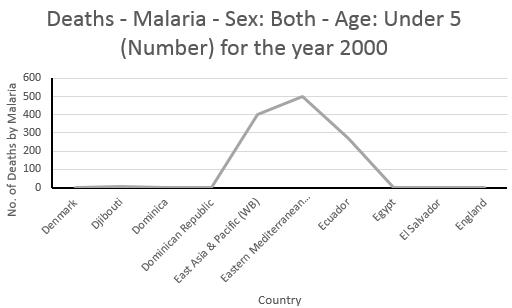 Deaths - Malaria - Sex: Both - Age: Under 5
(Number) for the year 2000
No. of Deaths by Malaria
600
500
400
300
200
100
0
Denmark
Djibouti
Dominica
Dominican Republic
East Asia & Pacific (WB)
Eastern Mediterranean...
Ecuador
Egypt
El Salvador
England
Country